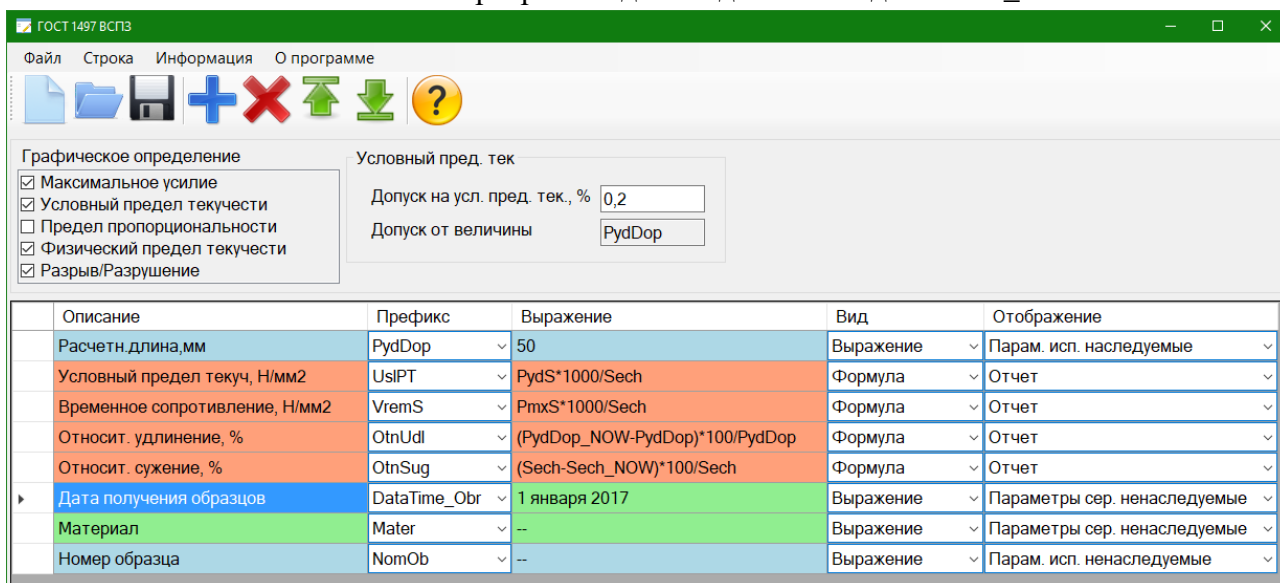 ГОСТ 1497 ВСПЗ
Файл Строка Информация О программе
Графическое определение
Максимальное усилие
Условный предел текучести
Предел пропорциональности
Физический предел текучести
Разрыв/Разрушение
Условный пред. тек
Допуск на усл. пред. тек., % 0,2
Допуск от величины PydDop
Описание Префикс Выражение Вид Отображение
Расчетн.длина,мм PydDop 50 Выражение Парам. исп. наследуемые
Условный предел текуч, Н/мм2 UslPT PydS*1000/Sech Формула Отчет
Временное сопротивление, Н/мм2 VremS PmxS*1000/Sech Формула Отчет
Относит. удлинение, % OtnUdl (PydDop_NOW-PydDop)*100/PydDop Формула Отчет
Относит. сужение, % OtnSug (Sech-Sech_NOW)*100/Sech Формула Отчет
Дата получения образцов DataTime_Obr 1 января 2017 Выражение Параметры сер. ненаследуемые
Материал Mater -- Выражение Параметры сер. ненаследуемые
Номер образца NomOb -- Выражение Парам. исп. ненаследуемые